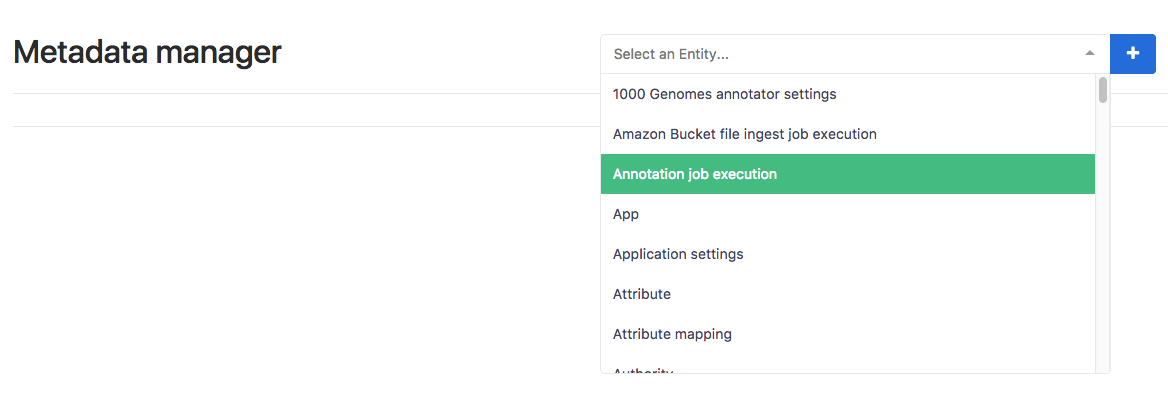 Metadata manager
Select an Entity...
+
1000 Genomes annotator settings
Amazon Bucket file ingest job execution
Annotation job execution
App
Application settings
Attribute
Attribute mapping
Authority